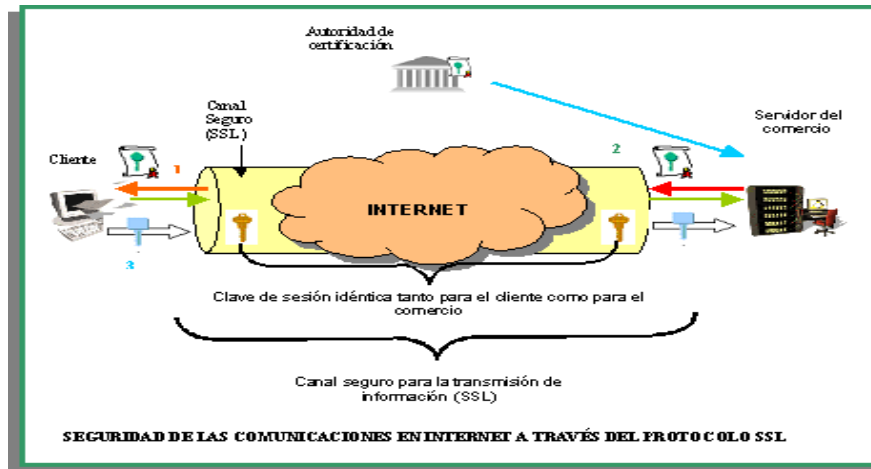 Autoridad de
certificación
Canal
Seguro
(SSL)
Servidor del
comercio
Cliente
1
2
INTERNET
3
Clave de sesión idéntica tanto para el cliente como para el
comercio
Canal seguro para la transmisión de
información (SSL)
SEGURIDAD DE LAS COMUNICACIONES EN INTERNET A TRAVÉS DEL PROTOCOLO SSL